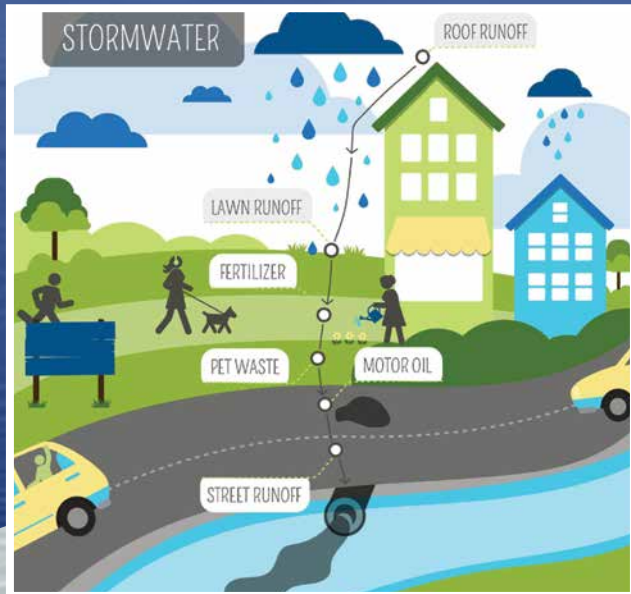 STORMWATER
ROOF RUNOFF
LAWN RUNOFF
FERTILIZER
PET WASTE
MOTOR OIL
STREET RUNOFF